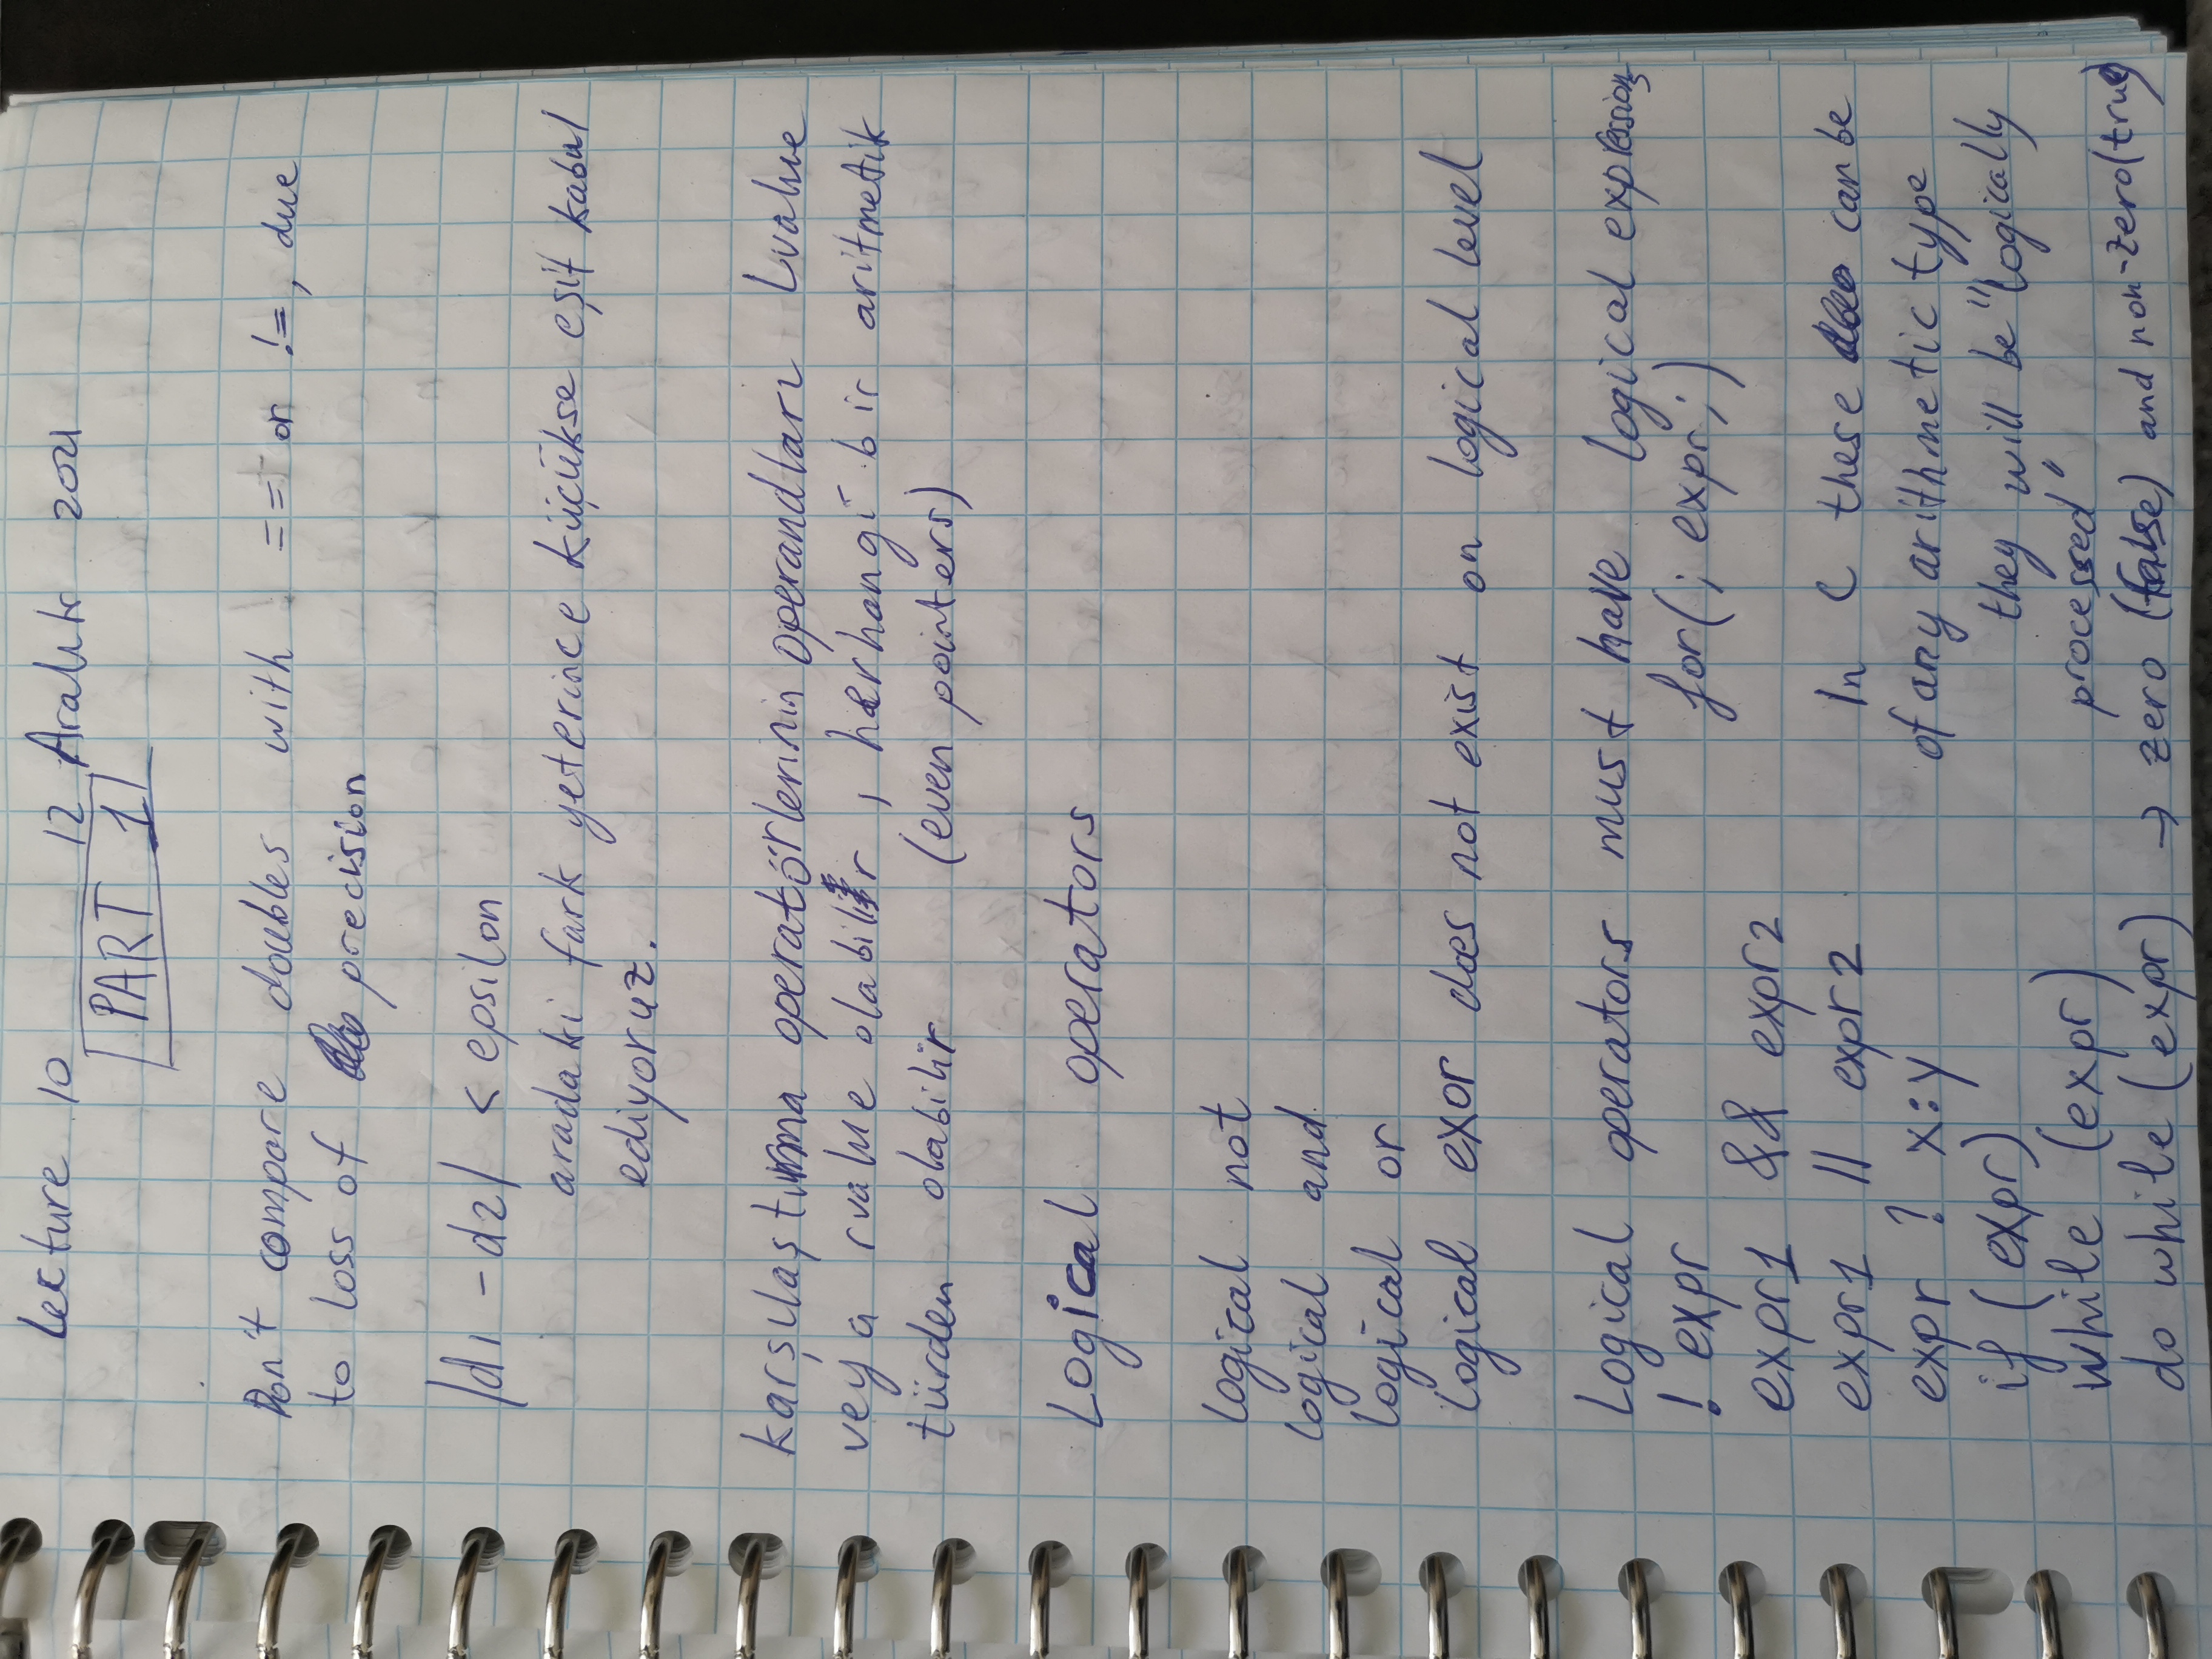 Lecture 10 12 Aralık 2021
PART 1
Don't compare doubles with == or !=, due
to loss of precision
|d1 - d2| < epsilon
aradaki fark yeterince küçükse eşit kabul
ediyoruz.
karşılaştırma operatörlerinin operandları Lvalue
veya rvalue olabilir, herhangi bir aritmetik
türden olabilir (even pointers)
Logical operators
logical not
logical and
logical or
logical exor does not exist on logical level
Logical operators must have logical expressions
! expr for(; expr;)
expr1 && expr2
expr1 || expr2 In C these can be
expr ? x:y of any arithmetic type
if (expr) they will be "logically
while (expr) processed"
do while (expr) → zero (false) and non-zero(true)